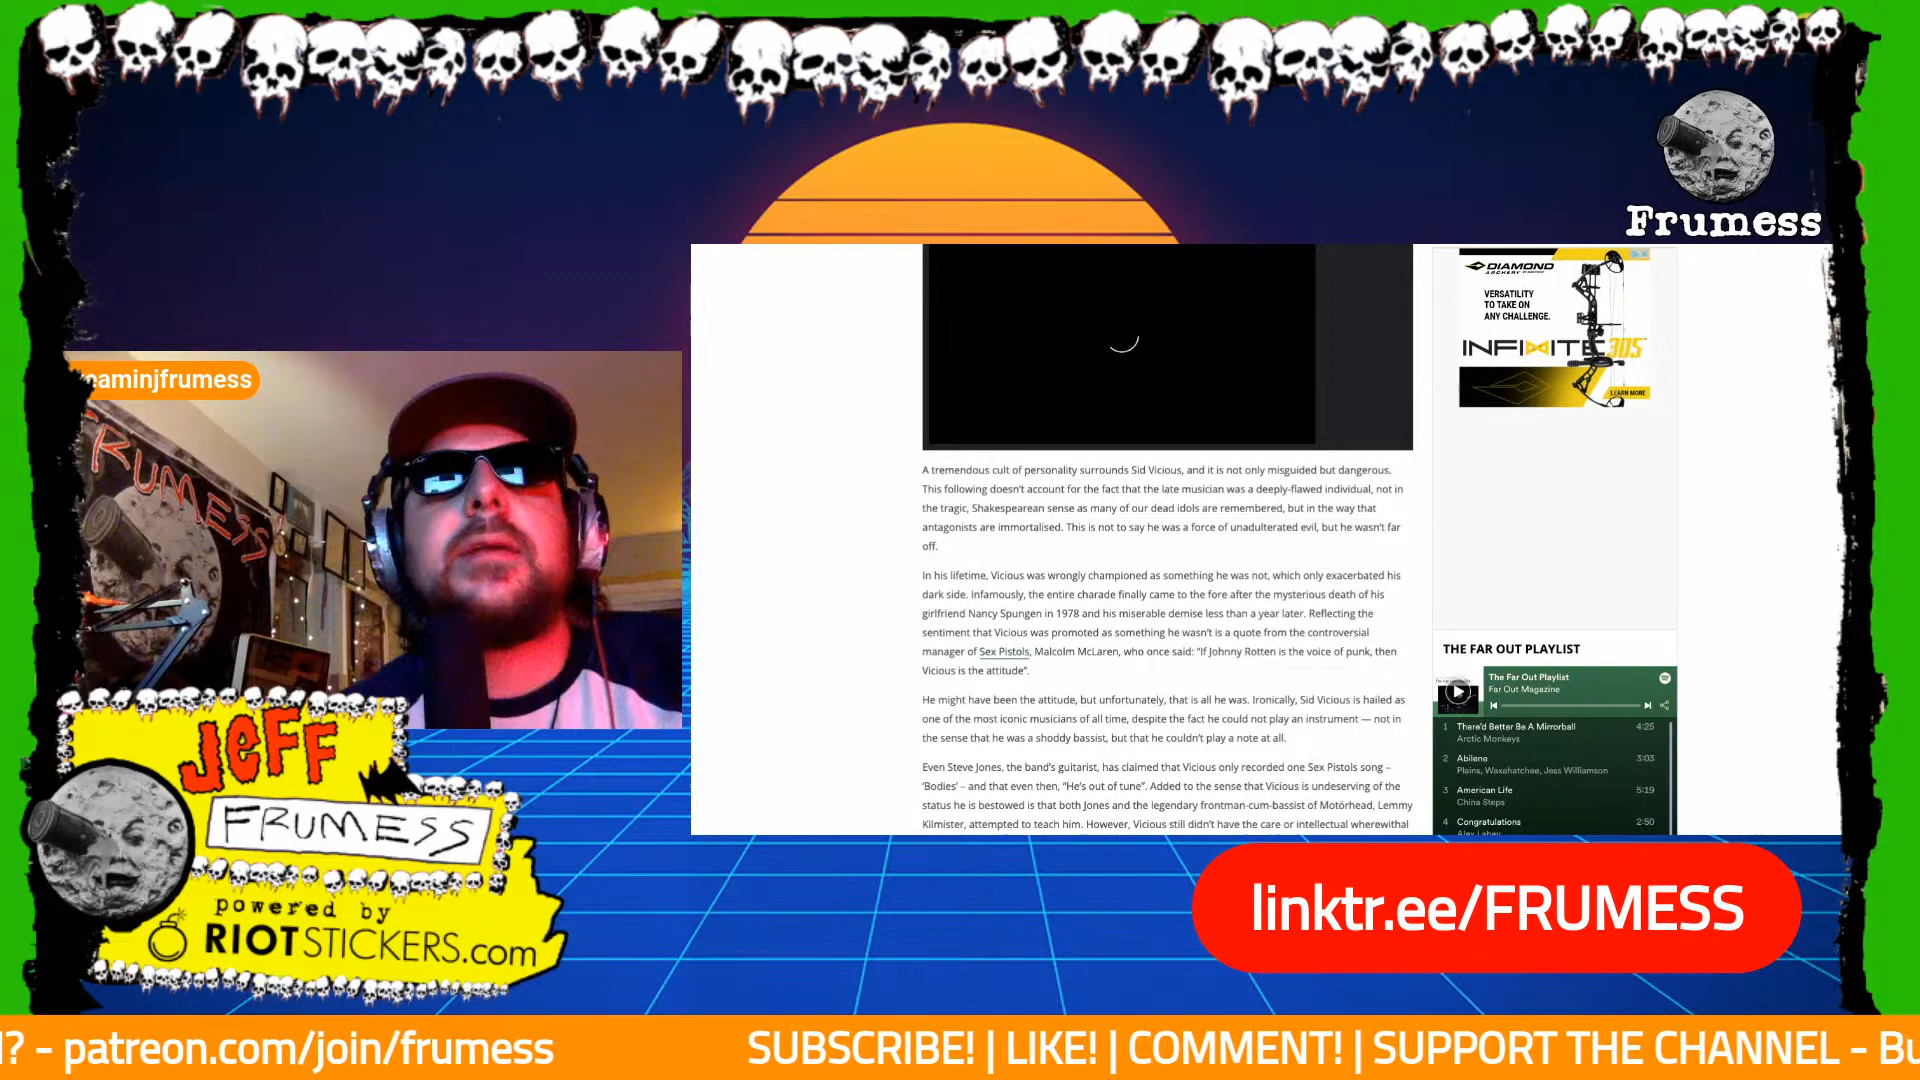 Frumess
eaminjfrumess
FRUMESS
DIAMOND
ARCHERY
VERSATILITY
TO TAKE ON
ANY CHALLENGE.
INFINITE 305
LEARN MORE
A tremendous cult of personality surrounds Sid Vicious, and it is not only misguided but dangerous.
This following doesn't account for the fact that the late musician was a deeply-flawed individual, not in
the tragic, Shakespearean sense as many of our dead idols are remembered, but in the way that
antagonists are immortalised. This is not to say he was a force of unadulterated evil, but he wasn't far
off.
In his lifetime, Vicious was wrongly championed as something he was not, which only exacerbated his
dark side. Infamously, the entire charade finally came to the fore after the mysterious death of his
girlfriend Nancy Spungen in 1978 and his miserable demise less than a year later. Reflecting the
sentiment that Vicious was promoted as something he wasn't is a quote from the controversial
manager of Sex Pistols, Malcolm McLaren, who once said: "If Johnny Rotten is the voice of punk, then
Vicious is the attitude".
He might have been the attitude, but unfortunately, that is all he was. Ironically, Sid Vicious is hailed as
one of the most iconic musicians of all time, despite the fact he could not play an instrument — not in
the sense that he was a shoddy bassist, but that he couldn't play a note at all.
Even Steve Jones, the band's guitarist, has claimed that Vicious only recorded one Sex Pistols song –
'Bodies' – and that even then, "He's out of tune". Added to the sense that Vicious is undeserving of the
status he is bestowed is that both Jones and the legendary frontman-cum-bassist of Motörhead, Lemmy
Kilmister, attempted to teach him. However, Vicious still didn't have the care or intellectual wherewithal
THE FAR OUT PLAYLIST
The Far Out Playlist
Far Out Magazine
1 There'd Better Be A Mirrorball 4:25
Arctic Monkeys
2 Abilene 3:03
Plains, Waxahatchee, Jess Williamson
3 American Life 5:19
China Steps
4 Congratulations 2:50
Alex Lahey
JEFF
FRUMESS
powered by
RIOTSTICKERS.com
linktr.ee/FRUMESS
? - patreon.com/join/frumess SUBSCRIBE! | LIKE! | COMMENT! | SUPPORT THE CHANNEL - Bu